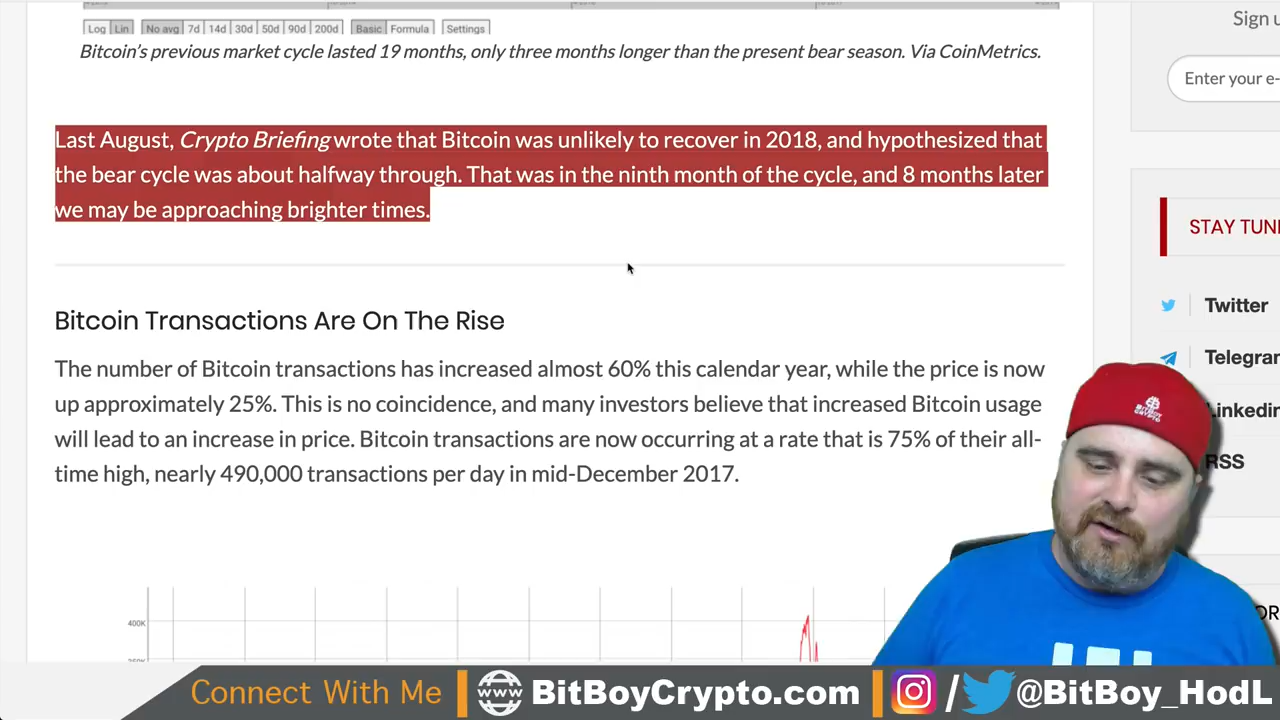 Log Lin No avg 7d 14d 30d 50d 90d 200d Basic Formula Settings
Sign u
Bitcoin's previous market cycle lasted 19 months, only three months longer than the present bear season. Via CoinMetrics.
Enter your e-
Last August, Crypto Briefing wrote that Bitcoin was unlikely to recover in 2018, and hypothesized that
the bear cycle was about halfway through. That was in the ninth month of the cycle, and 8 months later
we may be approaching brighter times.
STAY TUN
Bitcoin Transactions Are On The Rise
Twitter
Telegra
Linkedin
RSS
The number of Bitcoin transactions has increased almost 60% this calendar year, while the price is now
up approximately 25%. This is no coincidence, and many investors believe that increased Bitcoin usage
will lead to an increase in price. Bitcoin transactions are now occurring at a rate that is 75% of their all-
time high, nearly 490,000 transactions per day in mid-December 2017.
BITBOY
CRYPTO
400K
350K
OR
Connect With Me www BitBoyCrypto.com / @BitBoy_HodL